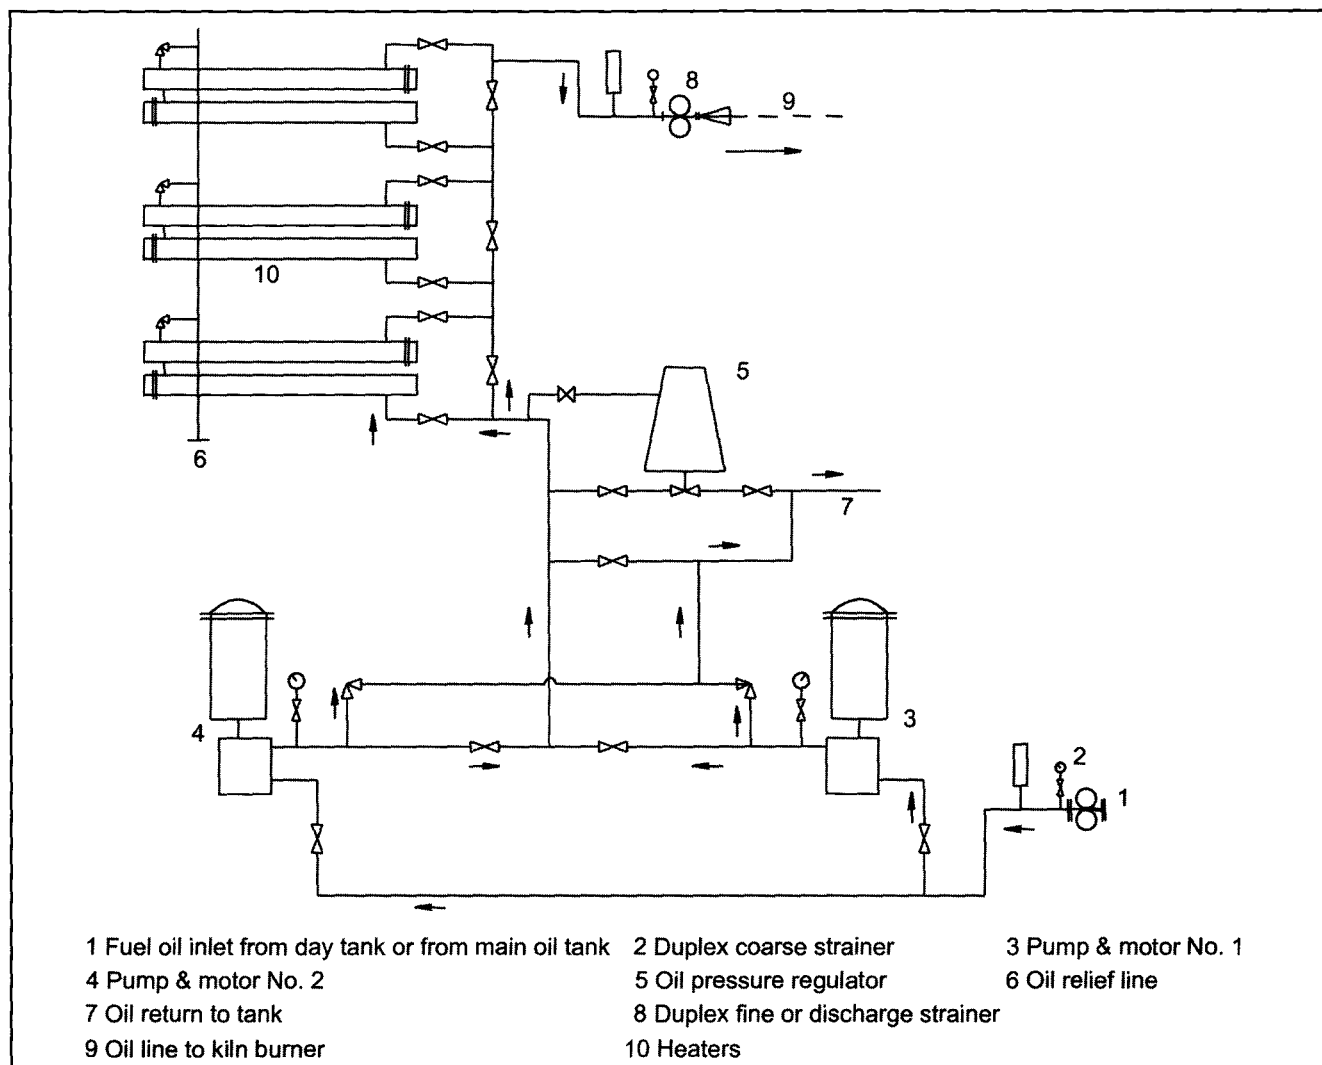 8
9
10
5
6
7
4
3
2
1
1 Fuel oil inlet from day tank or from main oil tank 2 Duplex coarse strainer 3 Pump & motor No. 1
4 Pump & motor No. 2 5 Oil pressure regulator 6 Oil relief line
7 Oil return to tank 8 Duplex fine or discharge strainer
9 Oil line to kiln burner 10 Heaters